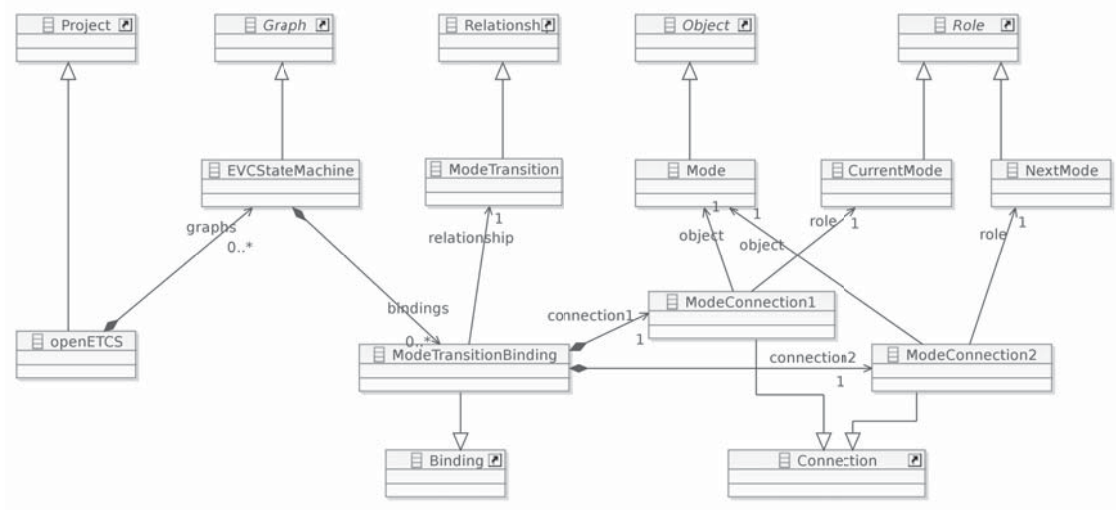 Project
Graph
Relationsh
Object
Role
EVCStateMachine
ModeTransition
Mode
CurrentMode
NextMode
graphs
0..*
1
relationship
1
object
1
object
role
1
role
1
bindings
0..*
openETCS
ModeTransitionBinding
connection1
1
ModeConnection1
connection2
1
ModeConnection2
Binding
Connection